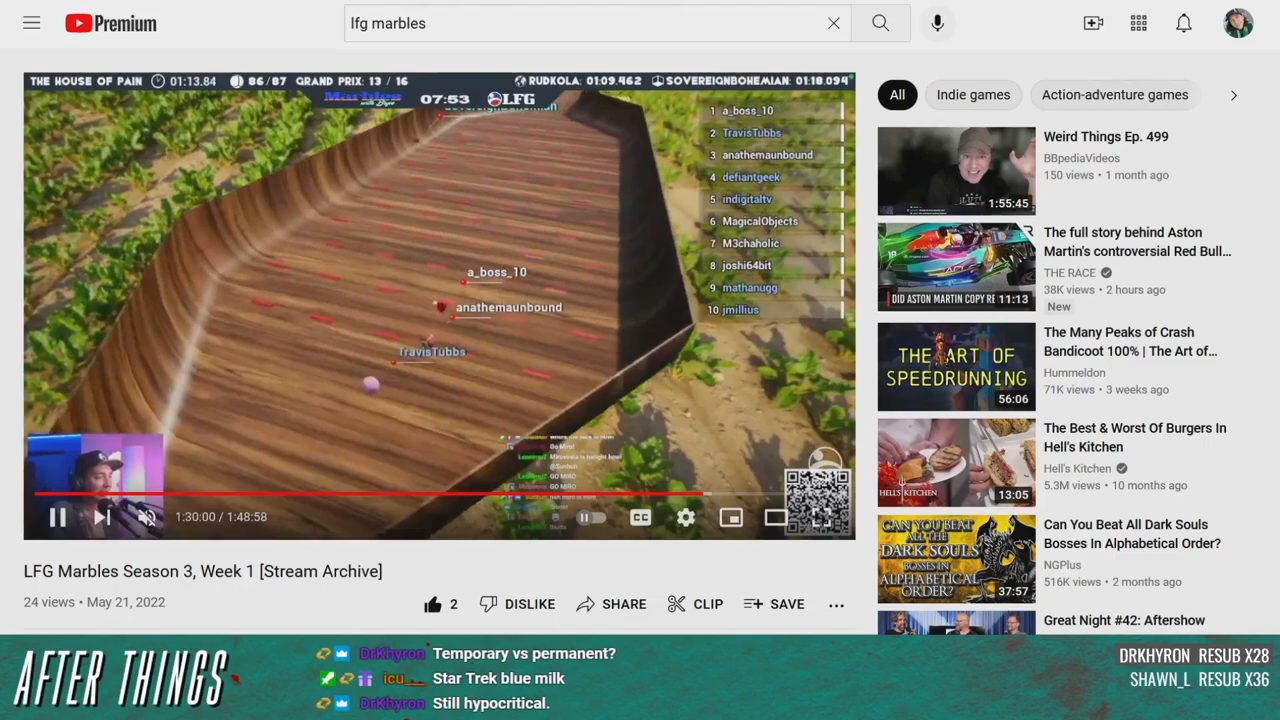 Premium
lfg marbles
THE HOUSE OF PAIN 01:13.84 86/87 GRAND PRIX: 13 / 16 RUDKOLA: 01:09.462 SOVEREIGNBOHEMIAN: 01:18.094
Marbles 07:53 LFG
1 a_boss_10
2 TravisTubbs
3 anathemaunbound
4 defiantgeek
5 indigitaltv
6 MagicalObjects
7 M3chaholic
8 joshi64bit
9 mathanugg
10 jmillius
a_boss_10
anathemaunbound
TravisTubbs
GO MIRO
1:30:00 / 1:48:58
CC
LFG Marbles Season 3, Week 1 [Stream Archive]
24 views • May 21, 2022
2 DISLIKE SHARE CLIP SAVE
All Indie games Action-adventure games
Weird Things Ep. 499
BBpediaVideos
150 views • 1 month ago
1:55:45
The full story behind Aston
Martin's controversial Red Bull...
THE RACE
38K views • 2 hours ago
New
DID ASTON MARTIN COPY RE 11:13
The Many Peaks of Crash
Bandicoot 100% | The Art of...
Hummeldon
71K views • 3 weeks ago
THE ART OF
SPEEDRUNNING
56:06
The Best & Worst Of Burgers In
Hell's Kitchen
Hell's Kitchen
5.3M views • 10 months ago
HELL'S KITCHEN 13:05
Can You Beat All Dark Souls
Bosses In Alphabetical Order?
NGPlus
516K views • 2 months ago
CAN YOU BEAT
ALL THE
DARK SOULS
BOSSES IN
ALPHABETICAL
ORDER?
37:57
Great Night #42: Aftershow
AFTER THINGS
DrKhyron Temporary vs permanent?
icu__ Star Trek blue milk
DrKhyron Still hypocritical.
DRKHYRON RESUB X28
SHAWN_L RESUB X36